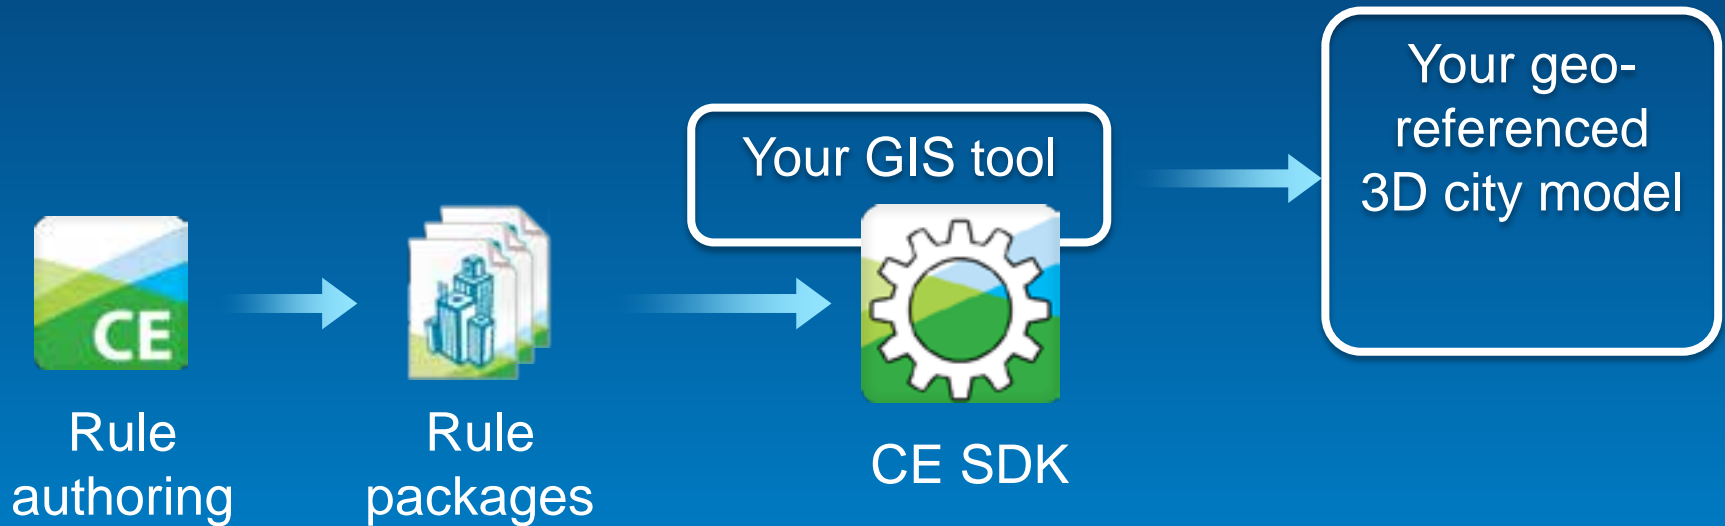 Your geo-
referenced
3D city model
Your GIS tool
CE
Rule
authoring
Rule
packages
CE SDK